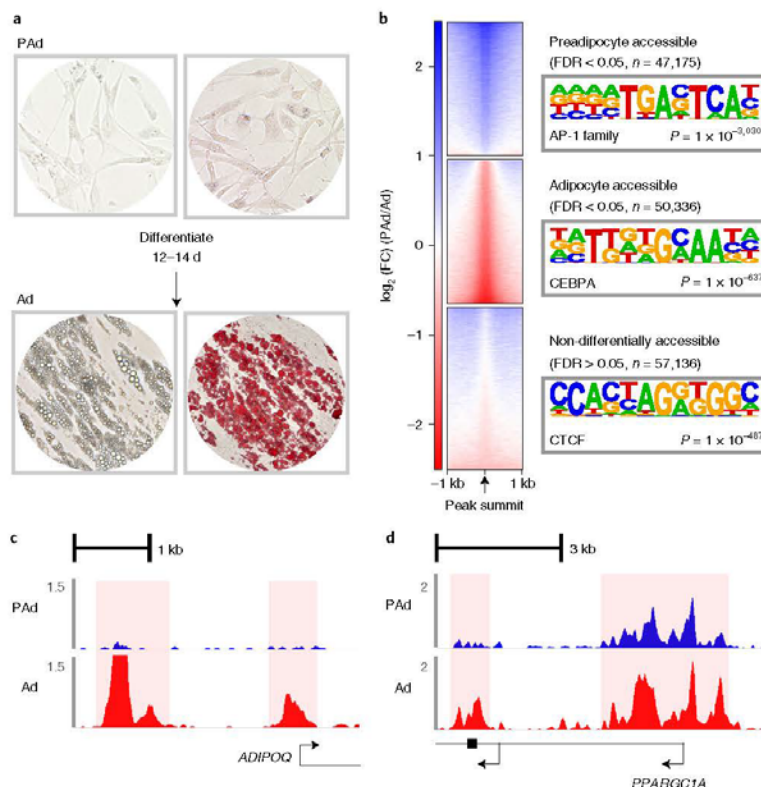 a
PAd
Differentiate
12–14 d
Ad
b
log₂ (FC) (PAd/Ad)
2
1
0
−1
−2
−1 kb
1 kb
Peak summit
Preadipocyte accessible
(FDR < 0.05, n = 47,175)
AP-1 family
P = 1 × 10⁻³,⁰³⁰
Adipocyte accessible
(FDR < 0.05, n = 50,336)
CEBPA
P = 1 × 10⁻⁶³⁷
Non-differentially accessible
(FDR > 0.05, n = 57,136)
CTCF
P = 1 × 10⁻⁴⁸⁷
c
1 kb
1.5
PAd
1.5
Ad
ADIPOQ
d
3 kb
2
PAd
2
Ad
PPARGC1A